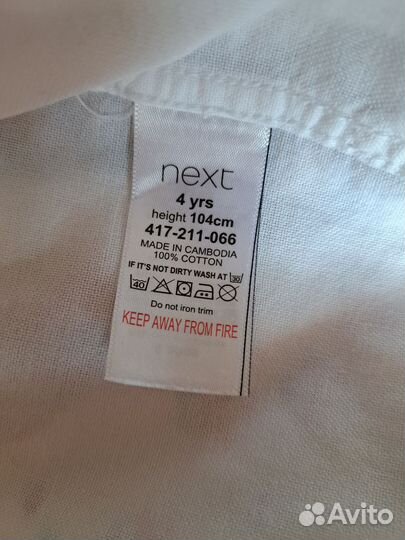 next
4 yrs
height 104cm
417-211-066
MADE IN CAMBODIA
100% COTTON
IF IT'S NOT DIRTY WASH AT 30
40
Do not iron trim
KEEP AWAY FROM FIRE
Avito